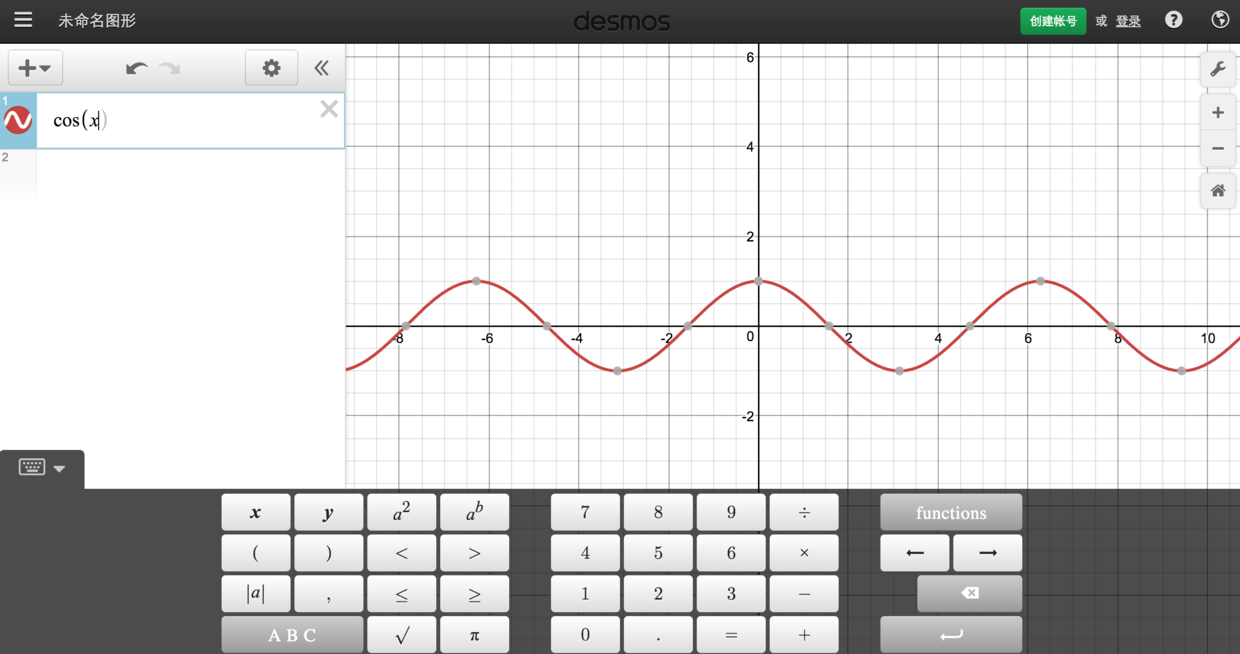 未命名图形
desmos
创建帐号 或 登录
?
1
cos(x)
2
6
4
2
-8 -6 -4 -2 0 2 4 6 8 10
-2
x y a² aᵇ 7 8 9 ÷ functions
( ) < > 4 5 6 × ← →
|a| , ≤ ≥ 1 2 3 −
A B C √ π 0 . = +